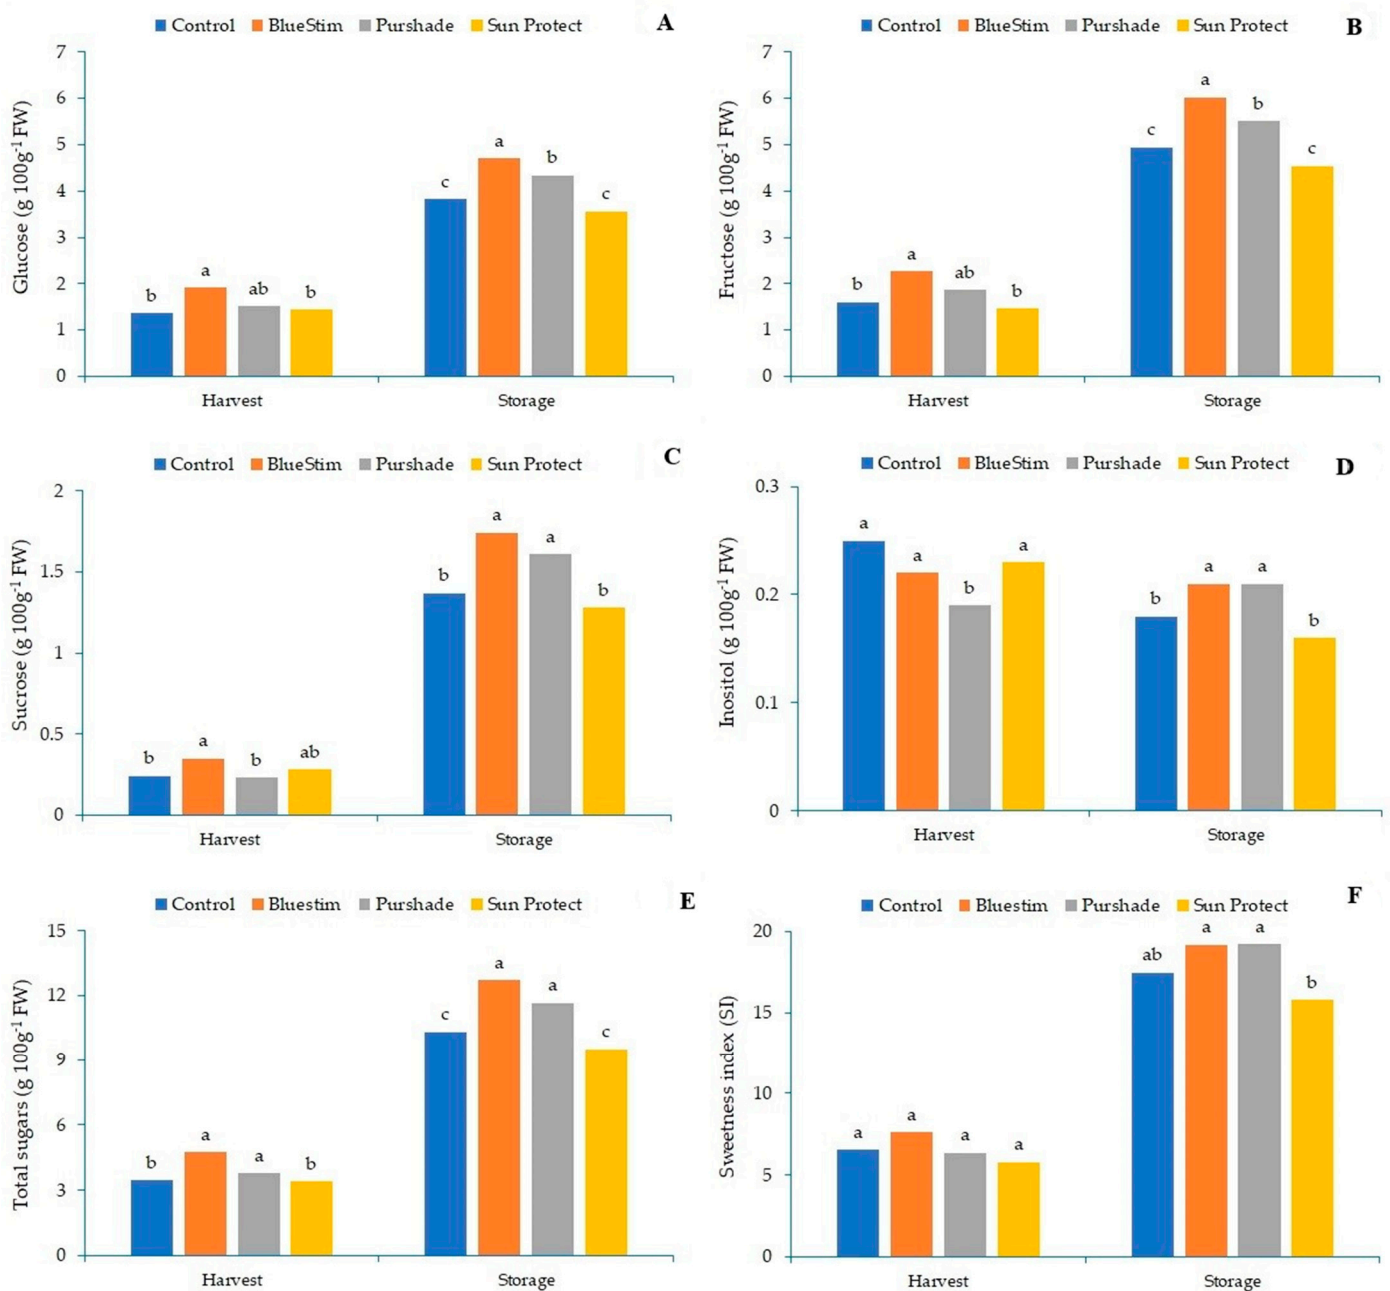 Control BlueStim Purshade Sun Protect A
7
6
5
4
3
2
1
0
Glucose (g 100g-1 FW)
b a ab b
c a b c
Harvest Storage
Control BlueStim Purshade Sun Protect B
7
6
5
4
3
2
1
0
Fructose (g 100g-1 FW)
b a ab b
c a b c
Harvest Storage
Control BlueStim Purshade Sun Protect C
2
1.5
1
0.5
0
Sucrose (g 100g-1 FW)
b a b ab
b a a b
Harvest Storage
Control BlueStim Purshade Sun Protect D
0.3
0.2
0.1
0
Inositol (g 100g-1 FW)
a a b a
b a a b
Harvest Storage
Control Bluestim Purshade Sun Protect E
15
12
9
6
3
0
Total sugars (g 100g-1 FW)
b a a b
c a a c
Harvest Storage
Control Bluestim Purshade Sun Protect F
20
15
10
5
0
Sweetness index (SI)
a a a a
ab a a b
Harvest Storage